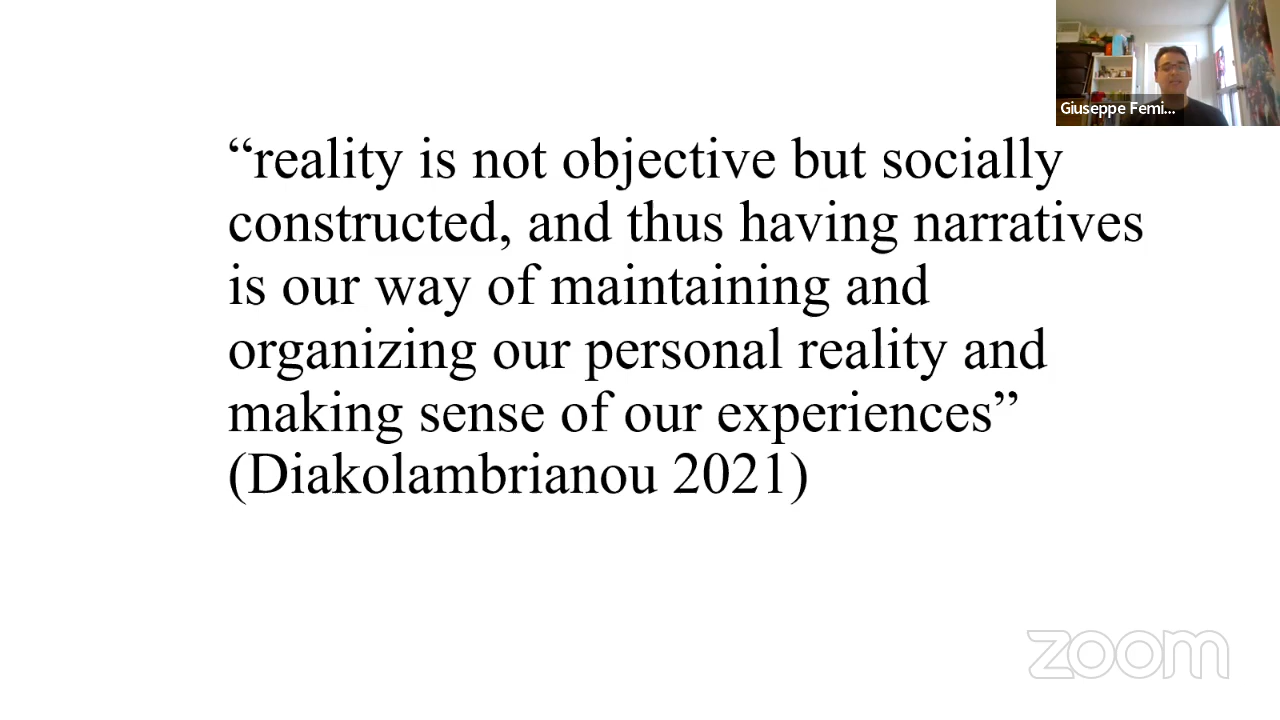 Giuseppe Femi...
“reality is not objective but socially
constructed, and thus having narratives
is our way of maintaining and
organizing our personal reality and
making sense of our experiences”
(Diakolambrianou 2021)
zoom